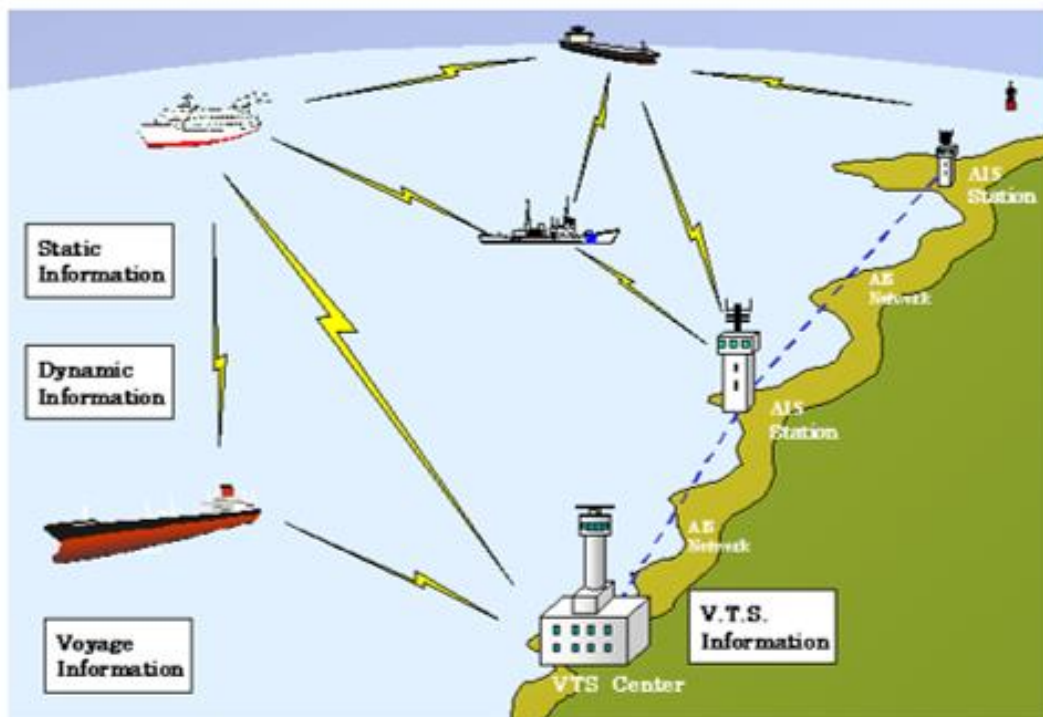 AIS
Station
Static
Information
AIS
Network
Dynamic
Information
AIS
Station
AIS
Network
Voyage
Information
V.T.S.
Information
VTS Center